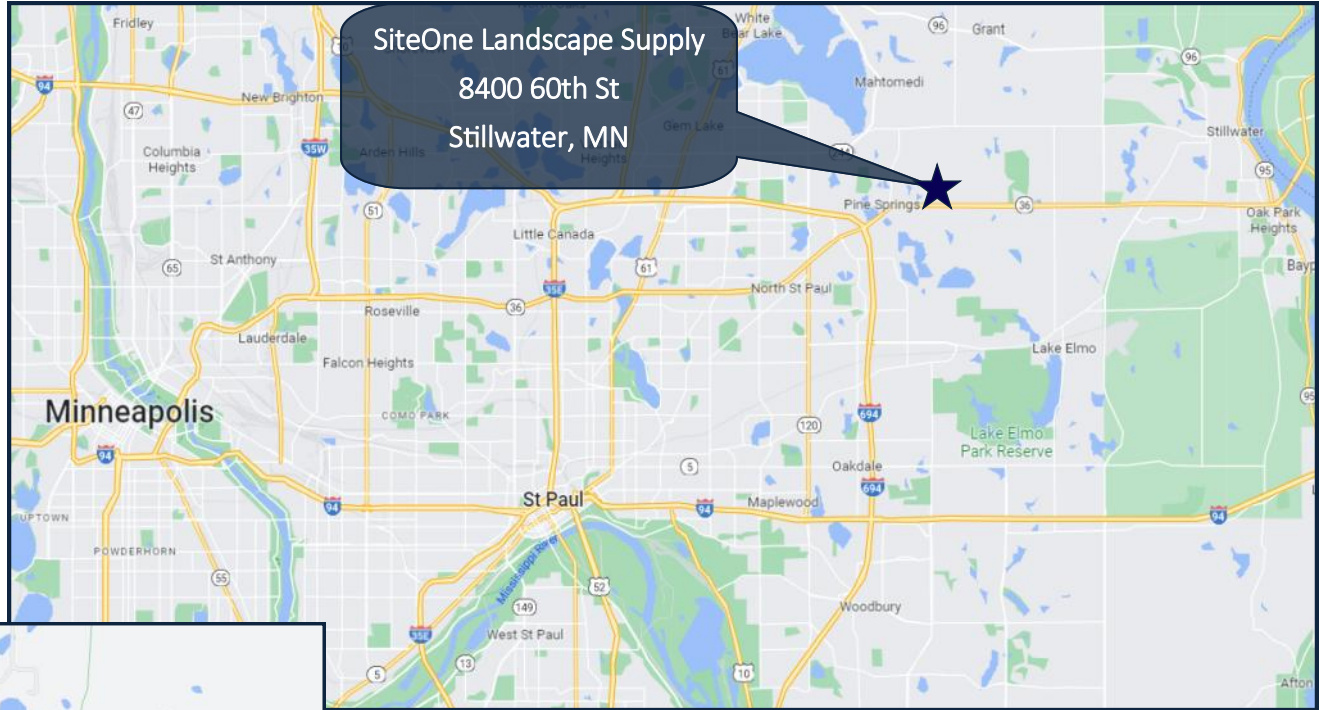 SiteOne Landscape Supply
8400 60th St
Stillwater, MN
Fridley
White
Bear Lake
96
Grant
96
61
Mahtomedi
94
New Brighton
47
Gem Lake
Stillwater
Columbia
Heights
35W
Arden Hills
Heights
244
95
51
Pine Springs
36
Oak Park
Heights
Little Canada
65
St Anthony
61
35E
North St Paul
Roseville
36
Lauderdale
Lake Elmo
Falcon Heights
Minneapolis
COMO PARK
694
95
120
Lake Elmo
Park Reserve
94
5
Oakdale
694
St Paul
94
94
Maplewood
94
UPTOWN
POWDERHORN
Mississippi River
55
52
149
Woodbury
35E
West St Paul
13
5
10
Afton